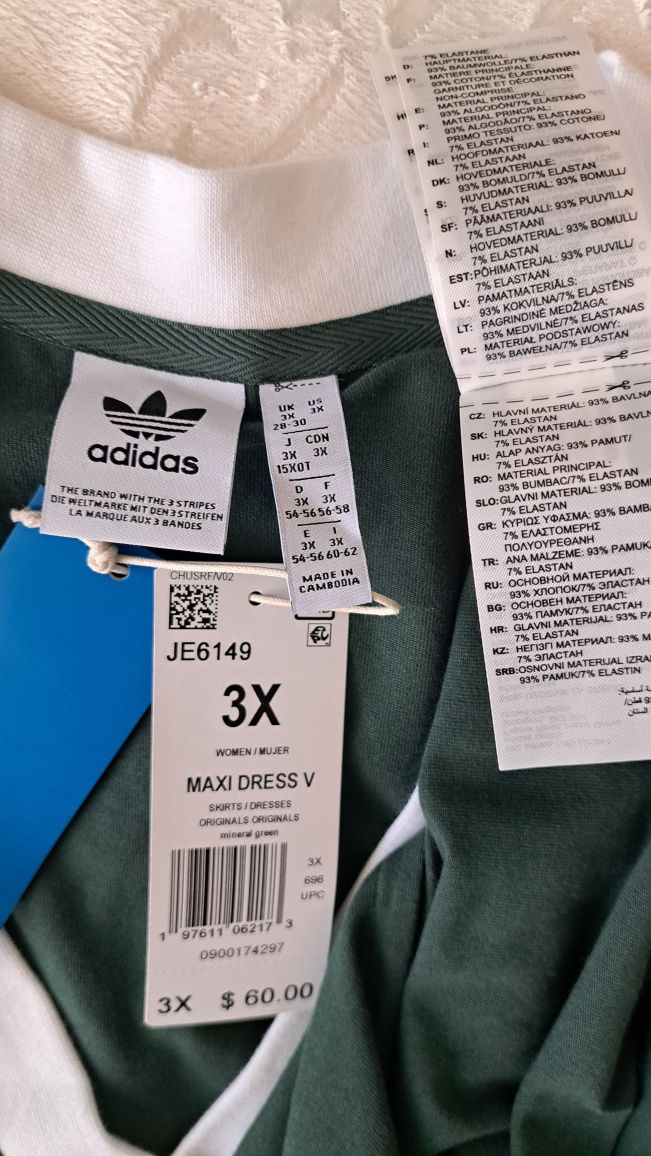 7% ELASTANE
D: HAUPTMATERIAL:
93% BAUMWOLLE/7% ELASTHAN
F: MATIERE PRINCIPALE:
93% COTON/7% ÉLASTHANNE
GARNITURE ET DÉCORATION
NON-COMPRISE
E: MATERIAL PRINCIPAL:
93% ALGODÓN/7% ELASTANO
P: MATERIAL PRINCIPAL:
93% ALGODÃO/7% ELASTANO
I: PRIMO TESSUTO: 93% COTONE/
7% ELASTAN
NL: HOOFDMATERIAAL: 93% KATOEN/
7% ELASTAAN
DK: HOVEDMATERIALE:
93% BOMULD/7% ELASTAN
S: HUVUDMATERIAL: 93% BOMULL/
7% ELASTAN
SF: PÄÄMATERIAALI: 93% PUUVILLA/
7% ELASTAANI
N: HOVEDMATERIAL: 93% BOMULL/
7% ELASTAN
EST: PÕHIMATERJAL: 93% PUUVILL/
7% ELASTAAN
LV: PAMATMATERIĀLS:
93% KOKVILNA/7% ELASTĒNS
LT: PAGRINDINĖ MEDŽIAGA:
93% MEDVILNĖ/7% ELASTANAS
PL: MATERIAŁ PODSTAWOWY:
93% BAWEŁNA/7% ELASTAN
CZ: HLAVNÍ MATERIÁL: 93% BAVLNA
7% ELASTAN
SK: HLAVNÝ MATERIÁL: 93% BAVLN
7% ELASTAN
HU: ALAP ANYAG: 93% PAMUT/
7% ELASZTÁN
RO: MATERIAL PRINCIPAL:
93% BUMBAC/7% ELASTAN
SLO: GLAVNI MATERIAL: 93% BOM
7% ELASTAN
GR: ΚΥΡΙΩΣ ΥΦΑΣΜΑ: 93% ΒΑΜΒ
7% ΕΛΑΣΤΟΜΕΡΗΣ
ΠΟΛΥΟΥΡΕΘΑΝΗ
TR: ANA MALZEME: 93% PAMUK
7% ELASTAN
RU: ОСНОВНОЙ МАТЕРИАЛ:
93% ХЛОПОК/7% ЭЛАСТАН
BG: ОСНОВЕН МАТЕРИАЛ:
93% ПАМУК/7% ЕЛАСТАН
HR: GLAVNI MATERIJAL: 93% PA
7% ELASTAN
KZ: НЕГІЗГІ МАТЕРИАЛ: 93% М
7% ЭЛАСТАН
SRB: OSNOVNI MATERIJAL IZRA
93% PAMUK/7% ELASTIN
adidas
THE BRAND WITH THE 3 STRIPES
DIE WELTMARKE MIT DEN 3 STREIFEN
LA MARQUE AUX 3 BANDES
UK US
3X 3X
28-30
J CDN
3X 3X
15XOT
D F
3X 3X
54-56 56-58
E I
3X 3X
54-56 60-62
MADE IN
CAMBODIA
CHUSRF/V02
JE6149
3X
WOMEN / MUJER
MAXI DRESS V
SKIRTS / DRESSES
ORIGINALS ORIGINALS
mineral green
3X
696
UPC
1 97611 06217 3
0900174297
3X $ 60.00